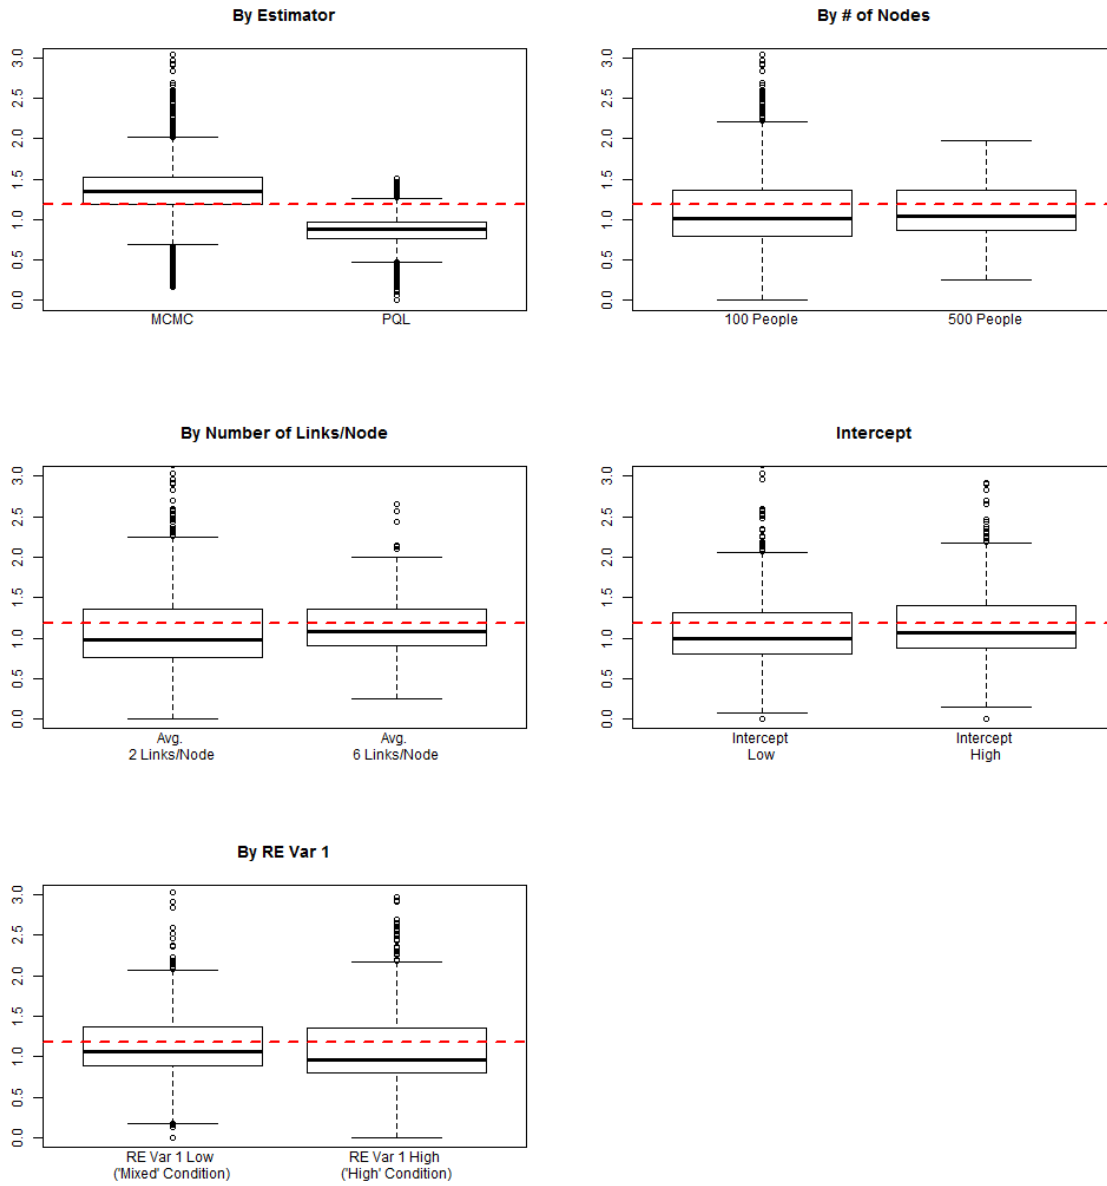 By Estimator
3.0
2.5
2.0
1.5
1.0
0.5
0.0
MCMC
PQL
By # of Nodes
3.0
2.5
2.0
1.5
1.0
0.5
0.0
100 People
500 People
By Number of Links/Node
3.0
2.5
2.0
1.5
1.0
0.5
0.0
Avg.
2 Links/Node
Avg.
6 Links/Node
Intercept
3.0
2.5
2.0
1.5
1.0
0.5
0.0
Intercept
Low
Intercept
High
By RE Var 1
3.0
2.5
2.0
1.5
1.0
0.5
0.0
RE Var 1 Low
('Mixed' Condition)
RE Var 1 High
('High' Condition)